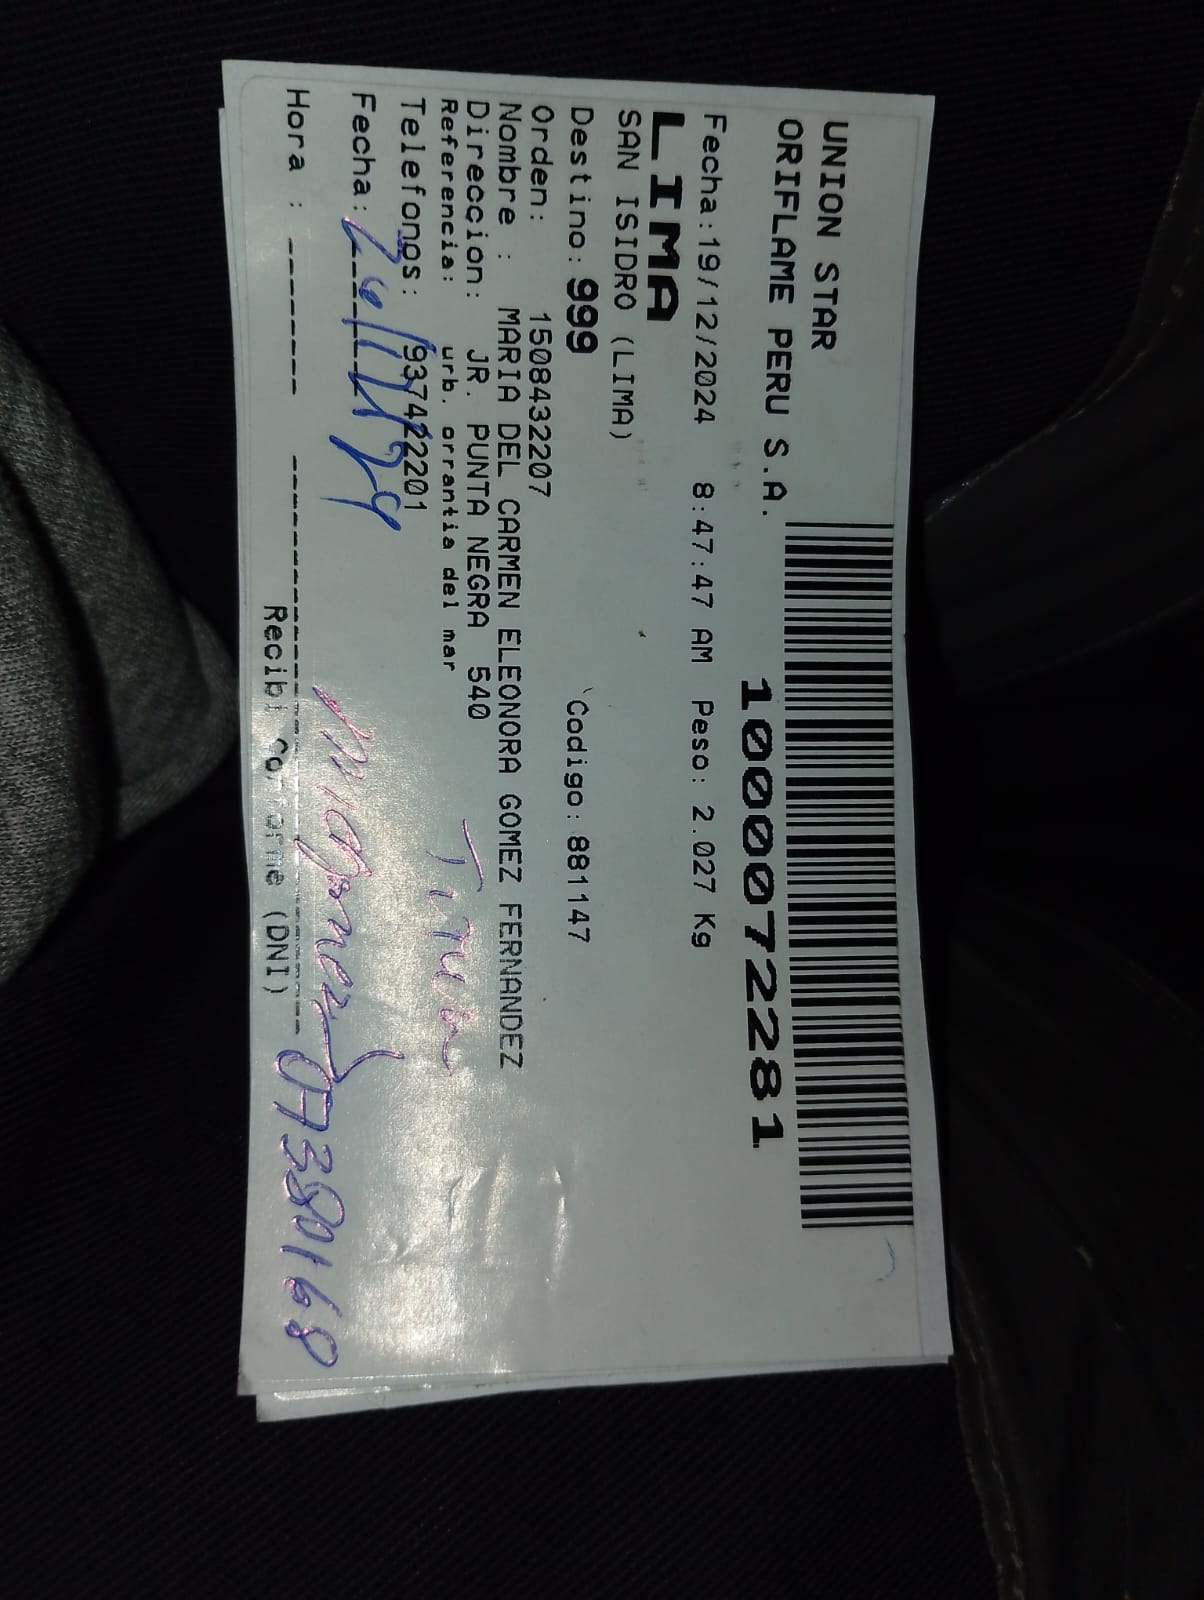 UNION STAR
ORIFLAME PERU S.A.
1000072281
Fecha:19/12/2024 8:47:47 AM Peso: 2.027 Kg
LIMA
SAN ISIDRO (LIMA)
Destino: 999 Codigo: 881147
Orden: 1508432207
Nombre : MARIA DEL CARMEN ELEONORA GOMEZ FERNANDEZ
Direccion: JR. PUNTA NEGRA 540
Referencia: urb. orrantia del mar
Telefonos: 937422201
Fecha:
Hora : 07380168
Recibi Conforme (DNI)